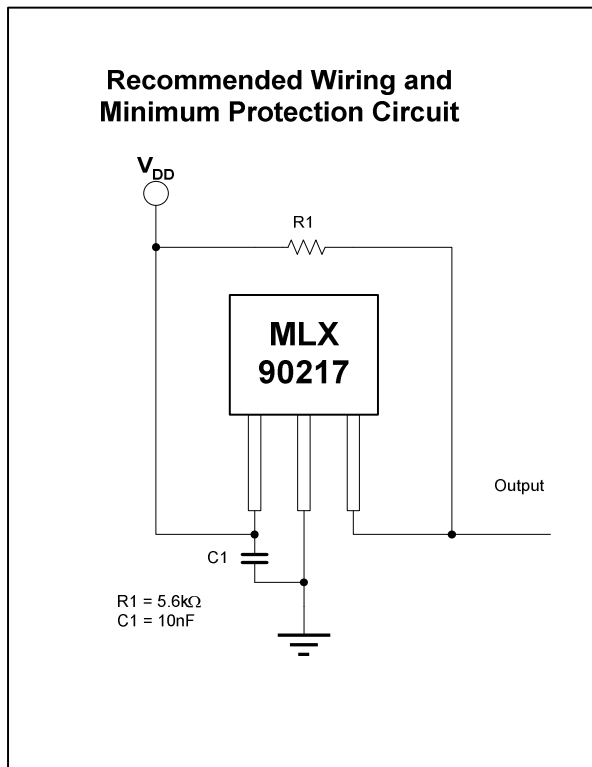 Recommended Wiring and
Minimum Protection Circuit
VDD
R1
MLX
90217
Output
C1
R1 = 5.6kΩ
C1 = 10nF